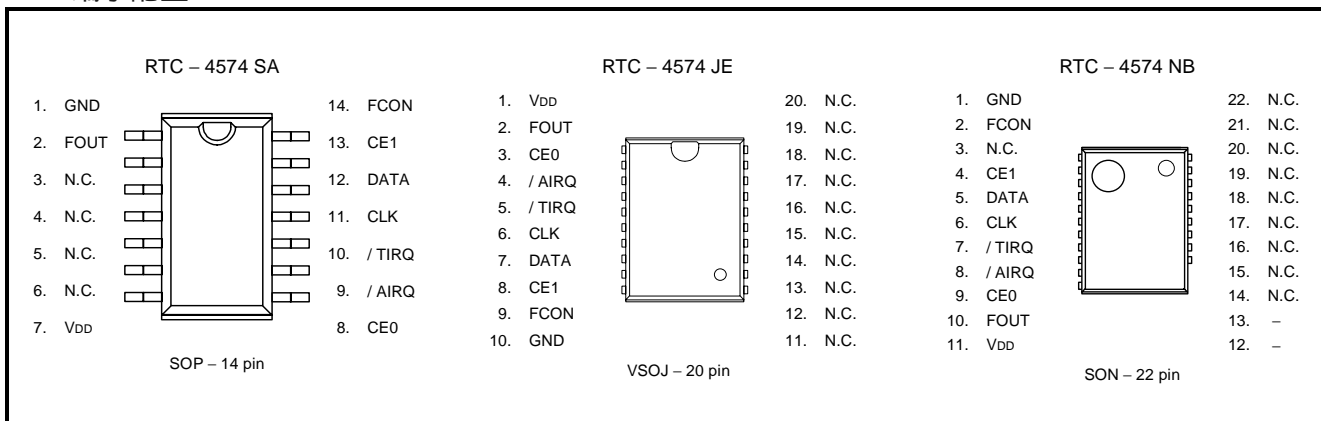 RTC – 4574 SA
1. GND
2. FOUT
3. N.C.
4. N.C.
5. N.C.
6. N.C.
7. VDD
14. FCON
13. CE1
12. DATA
11. CLK
10. / TIRQ
9. / AIRQ
8. CE0
SOP – 14 pin
RTC – 4574 JE
1. VDD
2. FOUT
3. CE0
4. / AIRQ
5. / TIRQ
6. CLK
7. DATA
8. CE1
9. FCON
10. GND
20. N.C.
19. N.C.
18. N.C.
17. N.C.
16. N.C.
15. N.C.
14. N.C.
13. N.C.
12. N.C.
11. N.C.
VSOJ – 20 pin
RTC – 4574 NB
1. GND
2. FCON
3. N.C.
4. CE1
5. DATA
6. CLK
7. / TIRQ
8. / AIRQ
9. CE0
10. FOUT
11. VDD
22. N.C.
21. N.C.
20. N.C.
19. N.C.
18. N.C.
17. N.C.
16. N.C.
15. N.C.
14. N.C.
13. –
12. –
SON – 22 pin